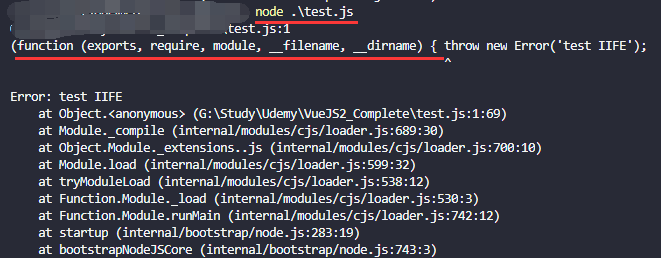 node .\test.js
\test.js:1
(function (exports, require, module, __filename, __dirname) { throw new Error('test IIFE');
^
Error: test IIFE
at Object.<anonymous> (G:\Study\Udemy\VueJS2_Complete\test.js:1:69)
at Module._compile (internal/modules/cjs/loader.js:689:30)
at Object.Module._extensions..js (internal/modules/cjs/loader.js:700:10)
at Module.load (internal/modules/cjs/loader.js:599:32)
at tryModuleLoad (internal/modules/cjs/loader.js:538:12)
at Function.Module._load (internal/modules/cjs/loader.js:530:3)
at Function.Module.runMain (internal/modules/cjs/loader.js:742:12)
at startup (internal/bootstrap/node.js:283:19)
at bootstrapNodeJSCore (internal/bootstrap/node.js:743:3)